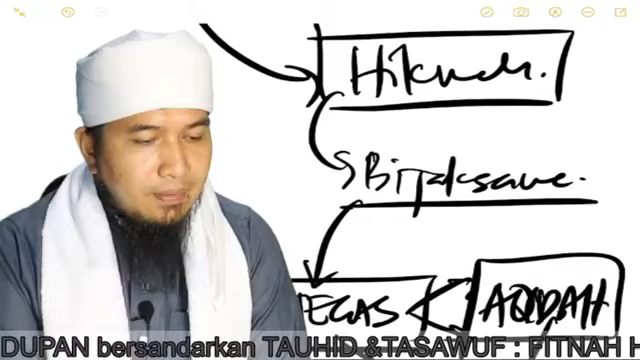 Hikmah.
Bijaksana.
TEGAS
AQIDAH
DUPAN bersandarkan TAUHID &TASAWUF : FITNAH